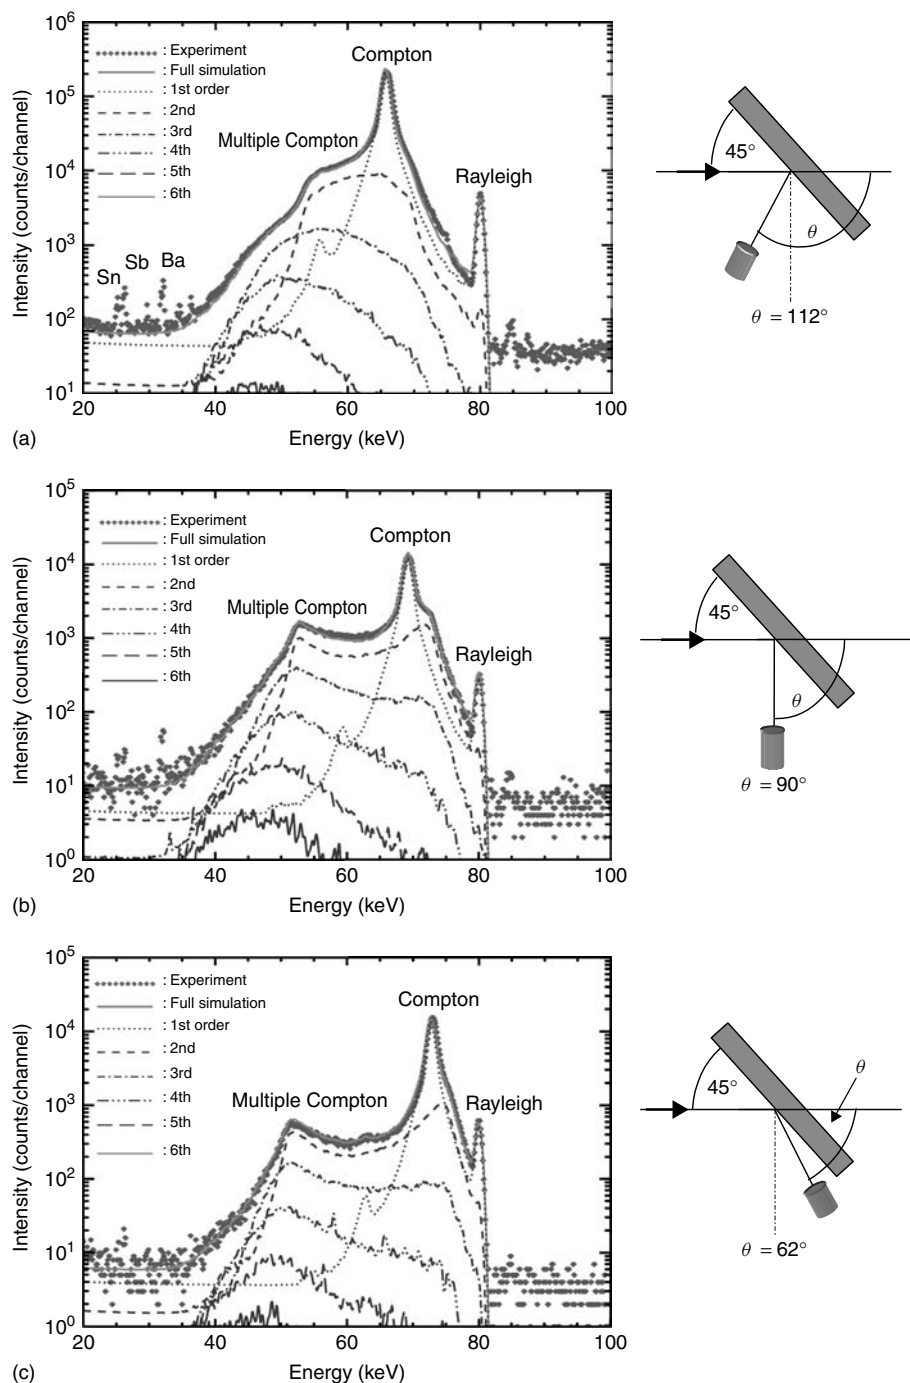 10^6
10^5
10^4
10^3
10^2
10^1
Intensity (counts/channel)
: Experiment
: Full simulation
: 1st order
: 2nd
: 3rd
: 4th
: 5th
: 6th
Compton
Multiple Compton
Rayleigh
Sn
Sb
Ba
20 40 60 80 100
Energy (keV)
(a)
45°
θ
θ = 112°
10^5
10^4
10^3
10^2
10^1
10^0
Intensity (counts/channel)
: Experiment
: Full simulation
: 1st order
: 2nd
: 3rd
: 4th
: 5th
: 6th
Compton
Multiple Compton
Rayleigh
20 40 60 80 100
Energy (keV)
(b)
45°
θ
θ = 90°
10^5
10^4
10^3
10^2
10^1
10^0
Intensity (counts/channel)
: Experiment
: Full simulation
: 1st order
: 2nd
: 3rd
: 4th
: 5th
: 6th
Compton
Multiple Compton
Rayleigh
20 40 60 80 100
Energy (keV)
(c)
45°
θ
θ = 62°